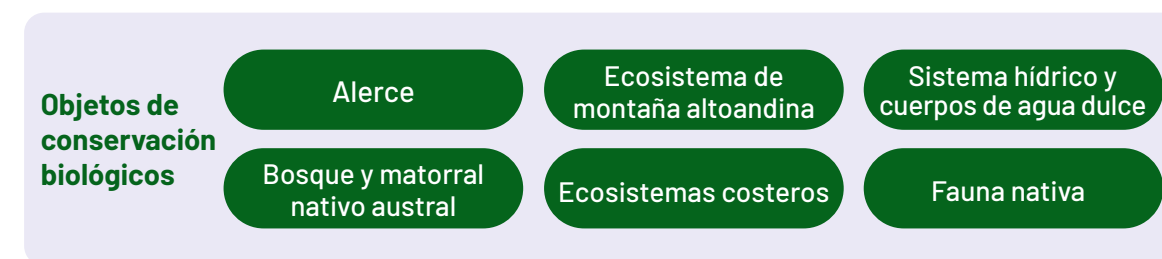 Objetos de
conservación
biológicos
Alerce
Ecosistema de
montaña altoandina
Sistema hídrico y
cuerpos de agua dulce
Bosque y matorral
nativo austral
Ecosistemas costeros
Fauna nativa